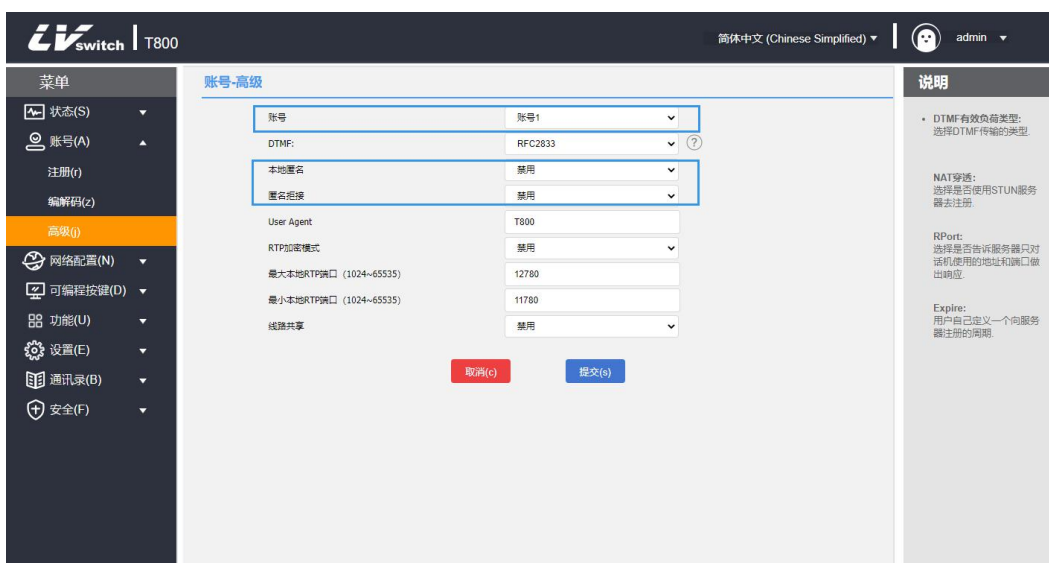 LVswitch T800
简体中文 (Chinese Simplified)
admin
菜单
状态(S)
账号(A)
注册(r)
编解码(z)
高级(j)
网络配置(N)
可编程按键(D)
功能(U)
设置(E)
通讯录(B)
安全(F)
账号-高级
账号 账号1
DTMF: RFC2833 ?
本地匿名 禁用
匿名拒接 禁用
User Agent T800
RTP加密模式 禁用
最大本地RTP端口 (1024~65535) 12780
最小本地RTP端口 (1024~65535) 11780
线路共享 禁用
取消(c) 提交(s)
说明
DTMF有效负荷类型:
选择DTMF传输的类型.
NAT穿透:
选择是否使用STUN服务
器去注册.
RPort:
选择是否告诉服务器只对
话机使用的地址和端口做
出响应.
Expire:
用户自己定义一个向服务
器注册的周期.